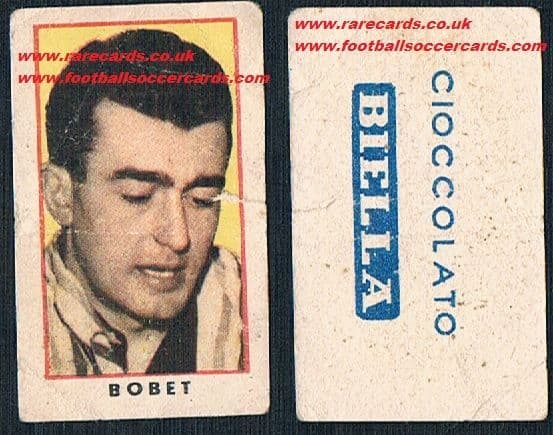 www.rarecards.co.uk
www.footballsoccercards.com
BOBET
www.rarecards.co.uk
www.footballsoccercards.com
CIOCCOLATO
BIELLA